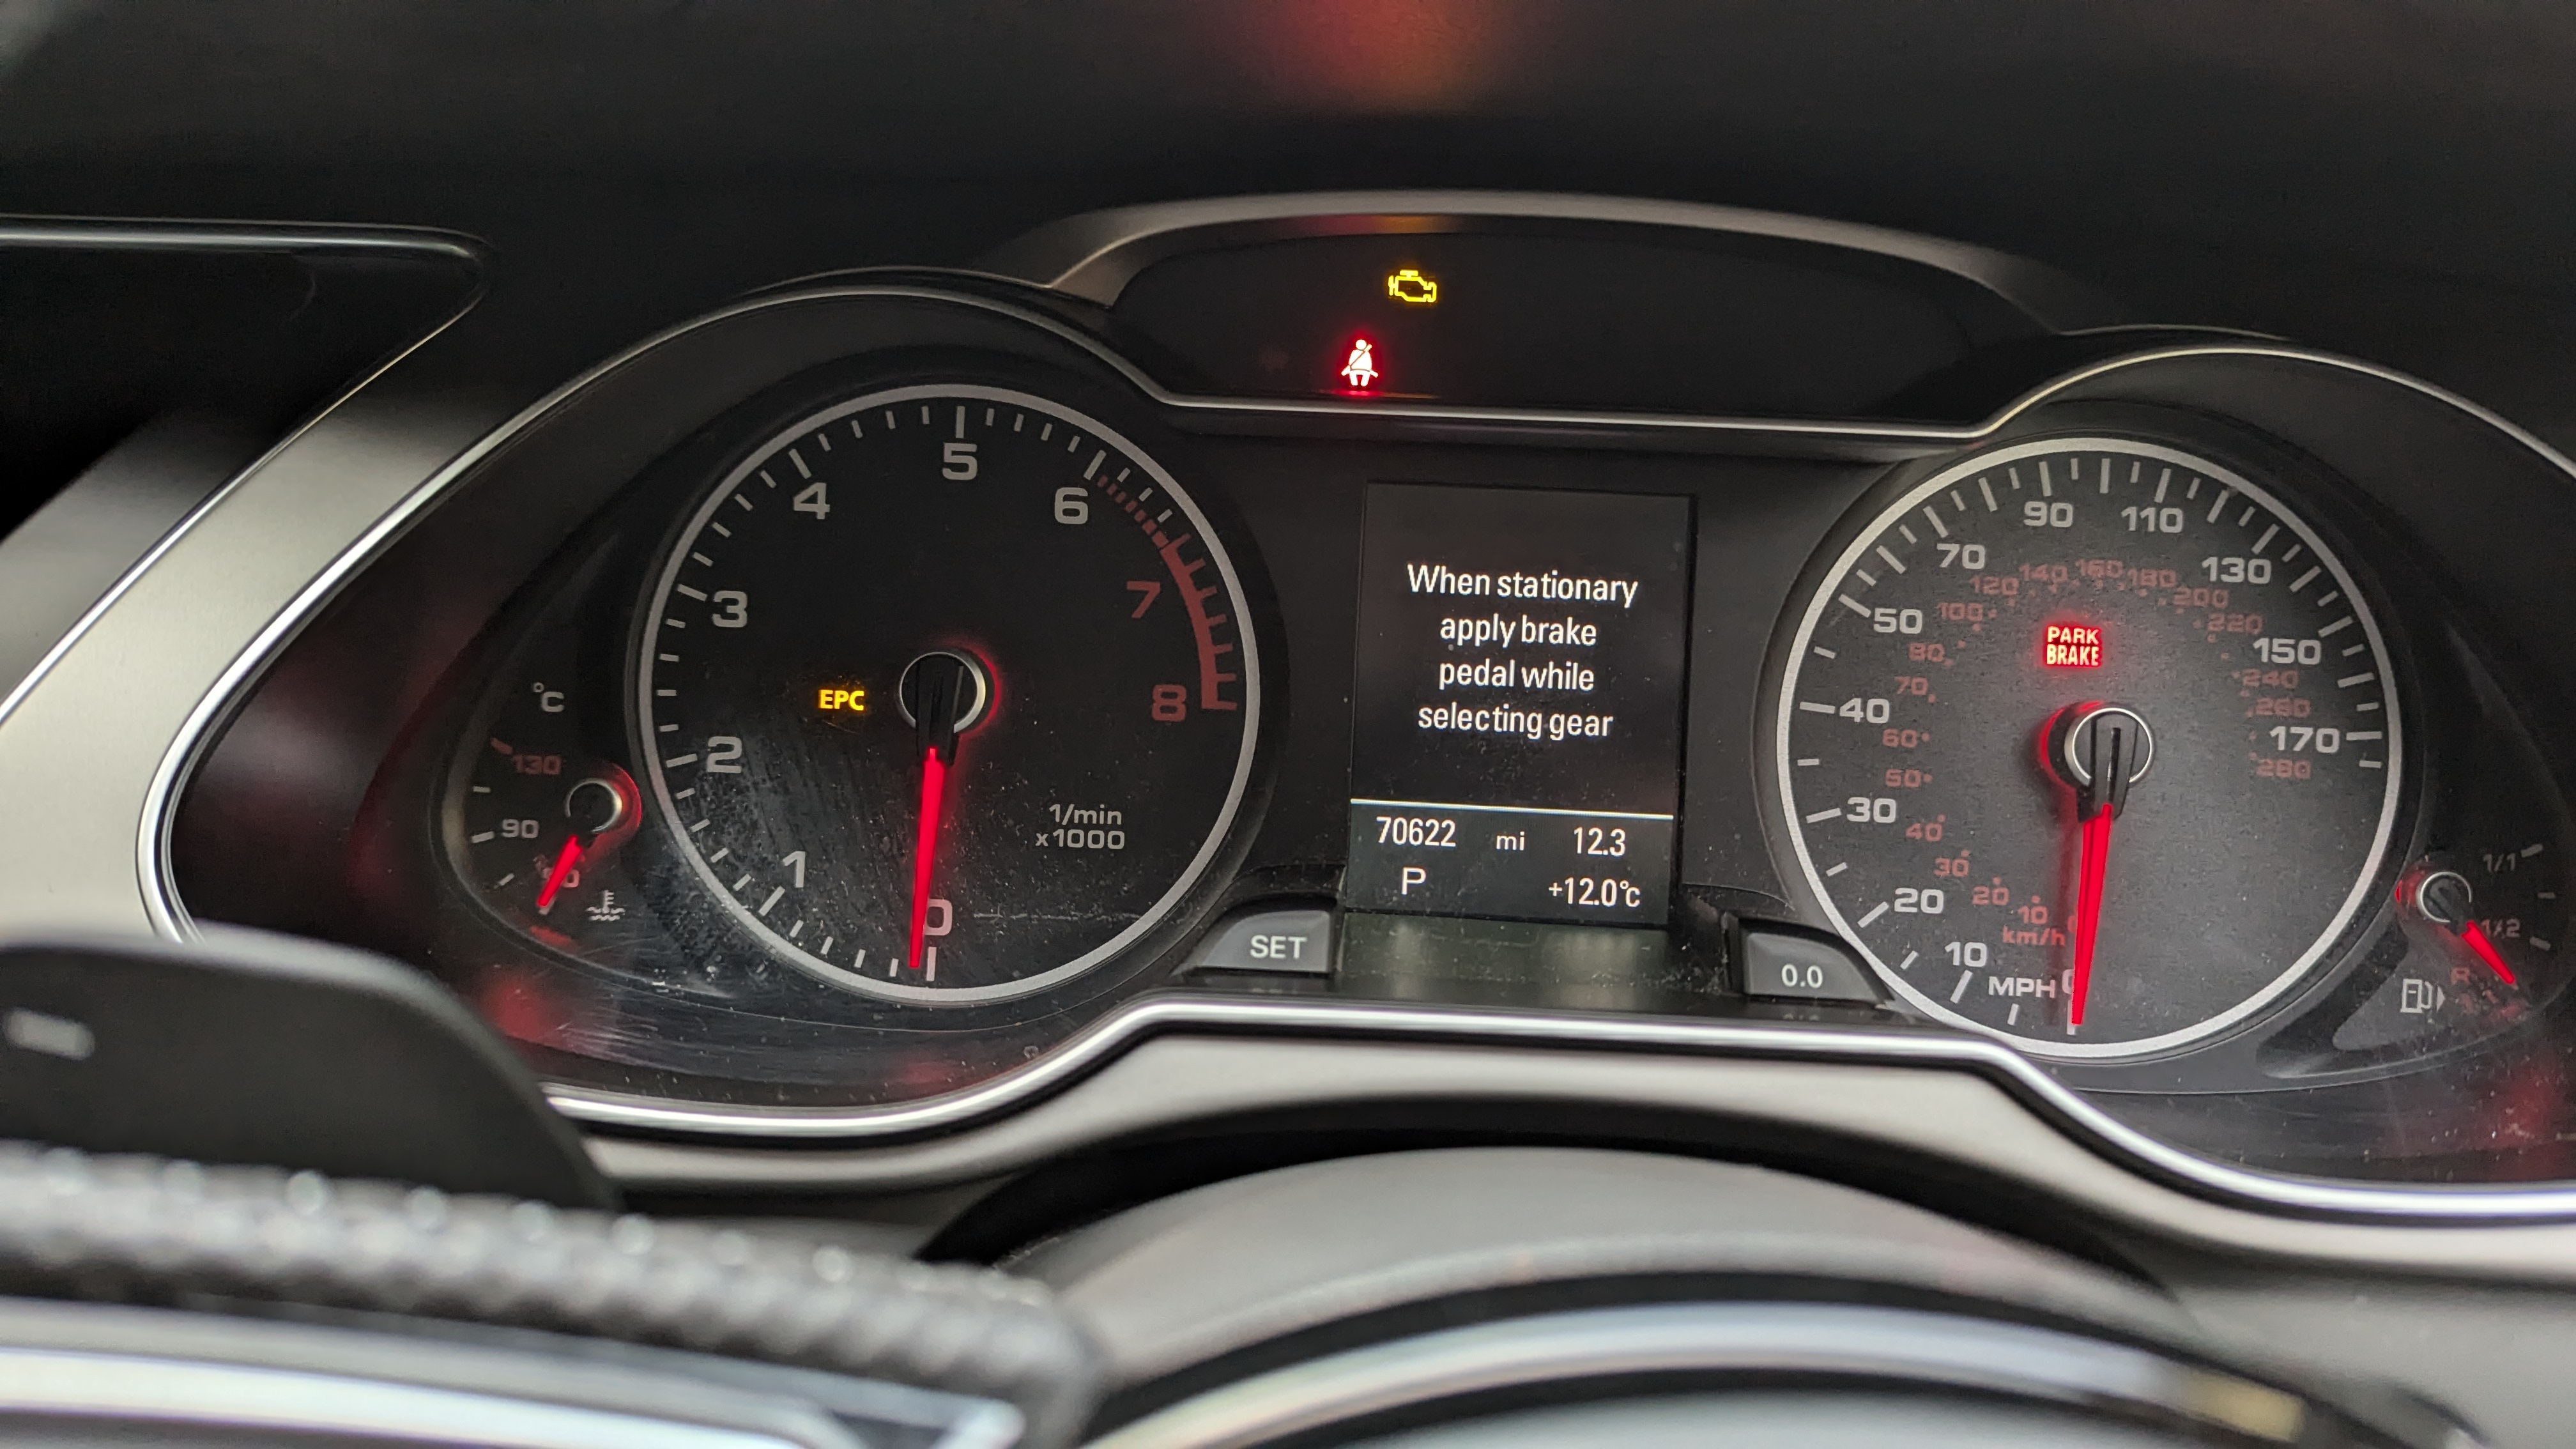 5
4
6
3
7
EPC
8
2
1/min
x1000
1
0
°C
130
90
When stationary
apply brake
pedal while
selecting gear
70622 mi 12.3
P +12.0°c
SET
0.0
90
110
70
130
50
150
40
170
30
20
10
MPH
160
140
180
120
200
100
220
80
240
70
260
60
280
50
40
30
20
10
km/h
PARK
BRAKE
1/1
1/2
R